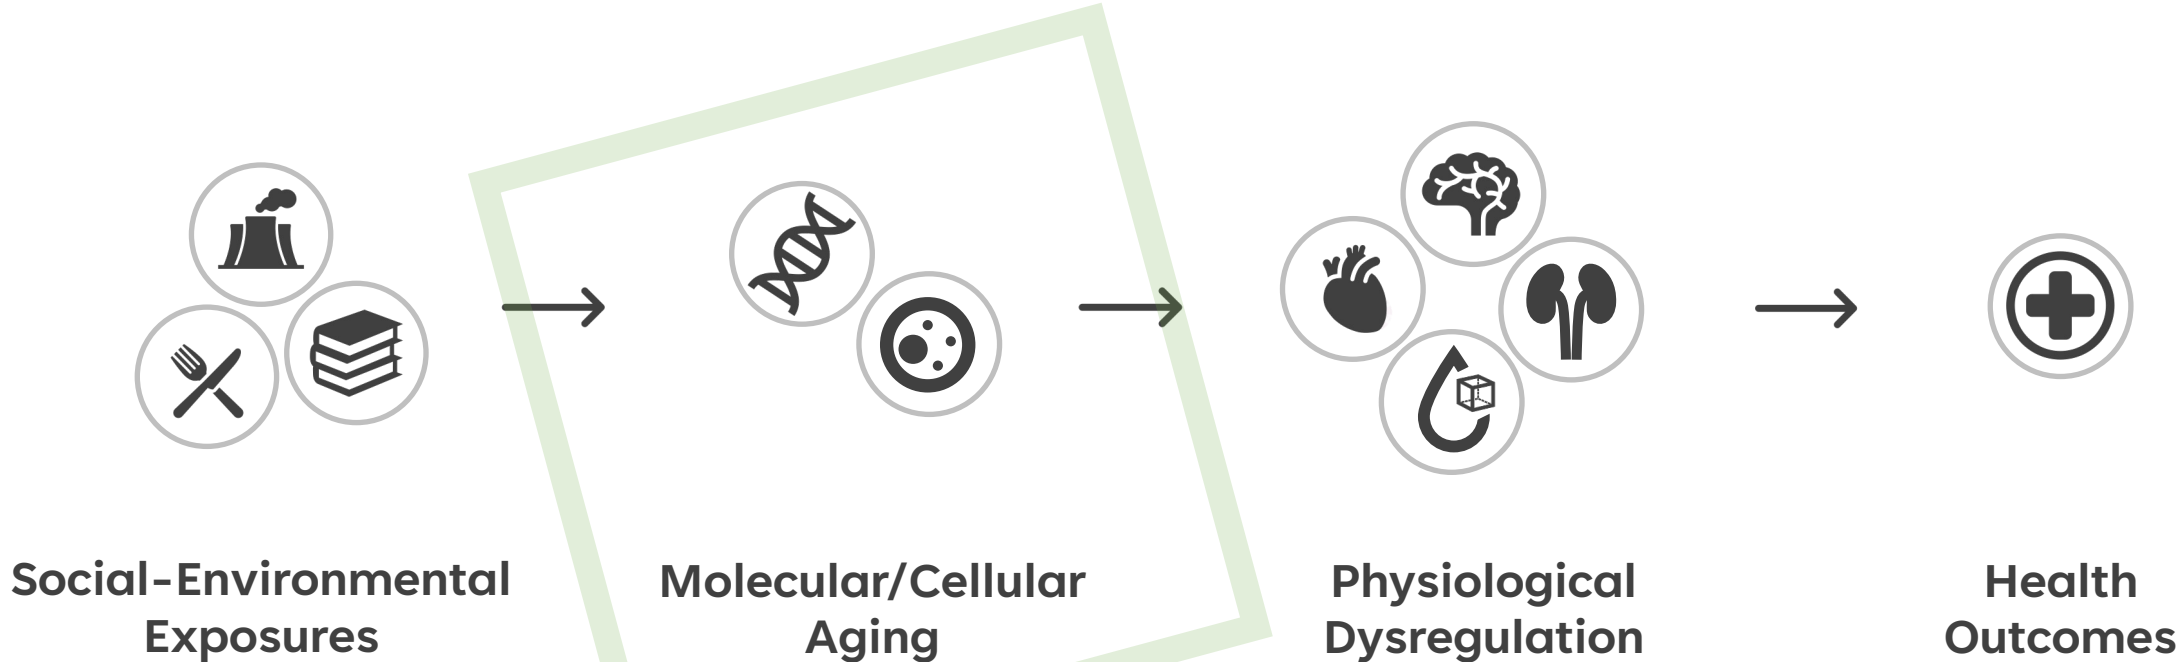 Social-Environmental
Exposures
Molecular/Cellular
Aging
Physiological
Dysregulation
Health
Outcomes